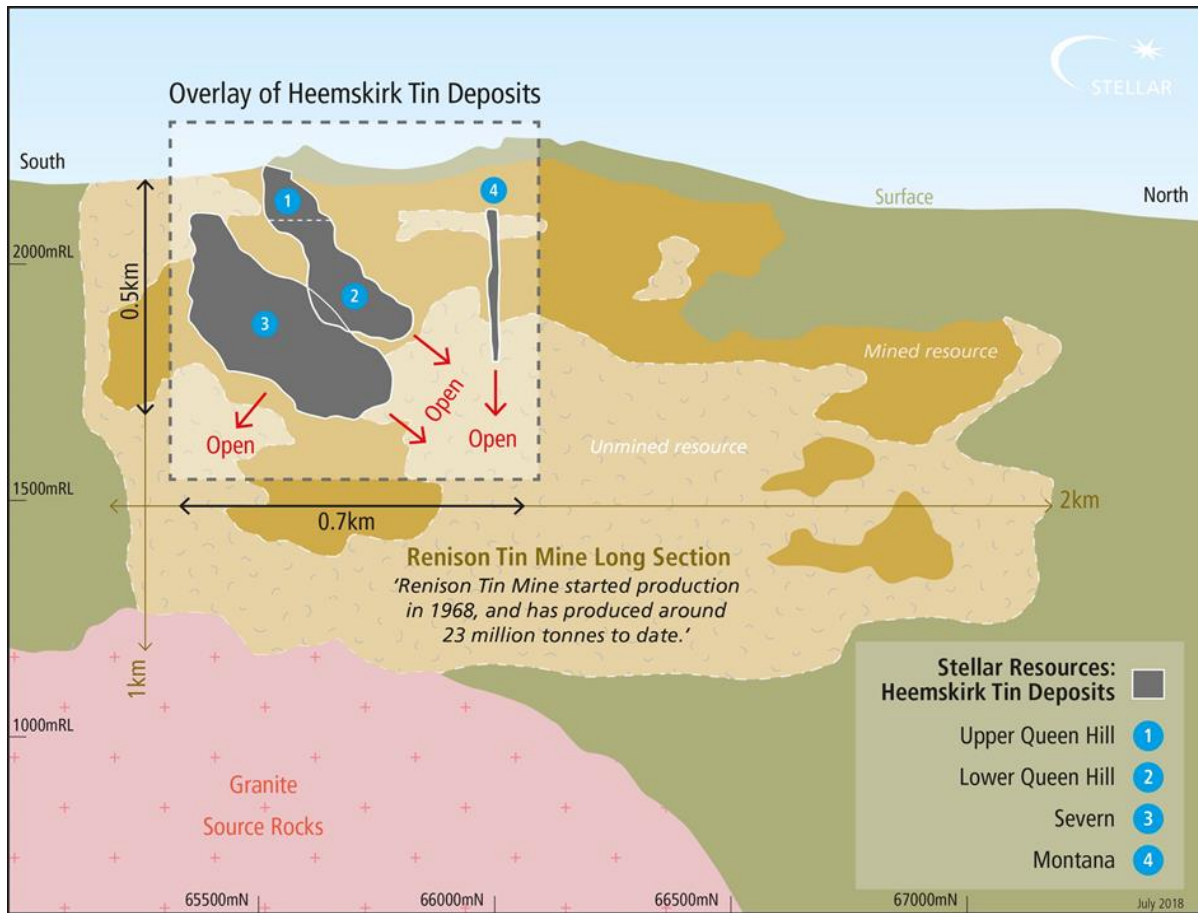 STELLAR
Overlay of Heemskirk Tin Deposits
South
North
Surface
1
4
2000mRL
0.5km
2
3
Mined resource
Open
Open
Open
Unmined resource
1500mRL
0.7km
2km
Renison Tin Mine Long Section
‘Renison Tin Mine started production
in 1968, and has produced around
23 million tonnes to date.’
1km
1000mRL
Granite
Source Rocks
Stellar Resources:
Heemskirk Tin Deposits
Upper Queen Hill 1
Lower Queen Hill 2
Severn 3
Montana 4
65500mN
66000mN
66500mN
67000mN
July 2018